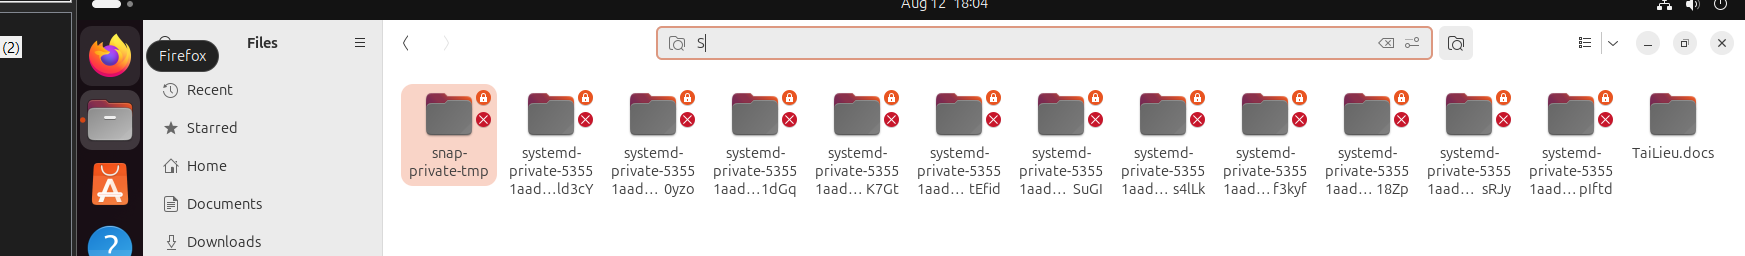 Aug 12 18:04
(2)
Firefox
Files
S
Recent
Starred
Home
Documents
Downloads
snap-
private-tmp
systemd-
private-5355
1aad…ld3cY
systemd-
private-5355
1aad… 0yzo
systemd-
private-5355
1aad…1dGq
systemd-
private-5355
1aad… K7Gt
systemd-
private-5355
1aad… tEfid
systemd-
private-5355
1aad… SuGI
systemd-
private-5355
1aad… s4lLk
systemd-
private-5355
1aad… f3kyf
systemd-
private-5355
1aad… 18Zp
systemd-
private-5355
1aad… sRJy
systemd-
private-5355
1aad… pIftd
TaiLieu.docs